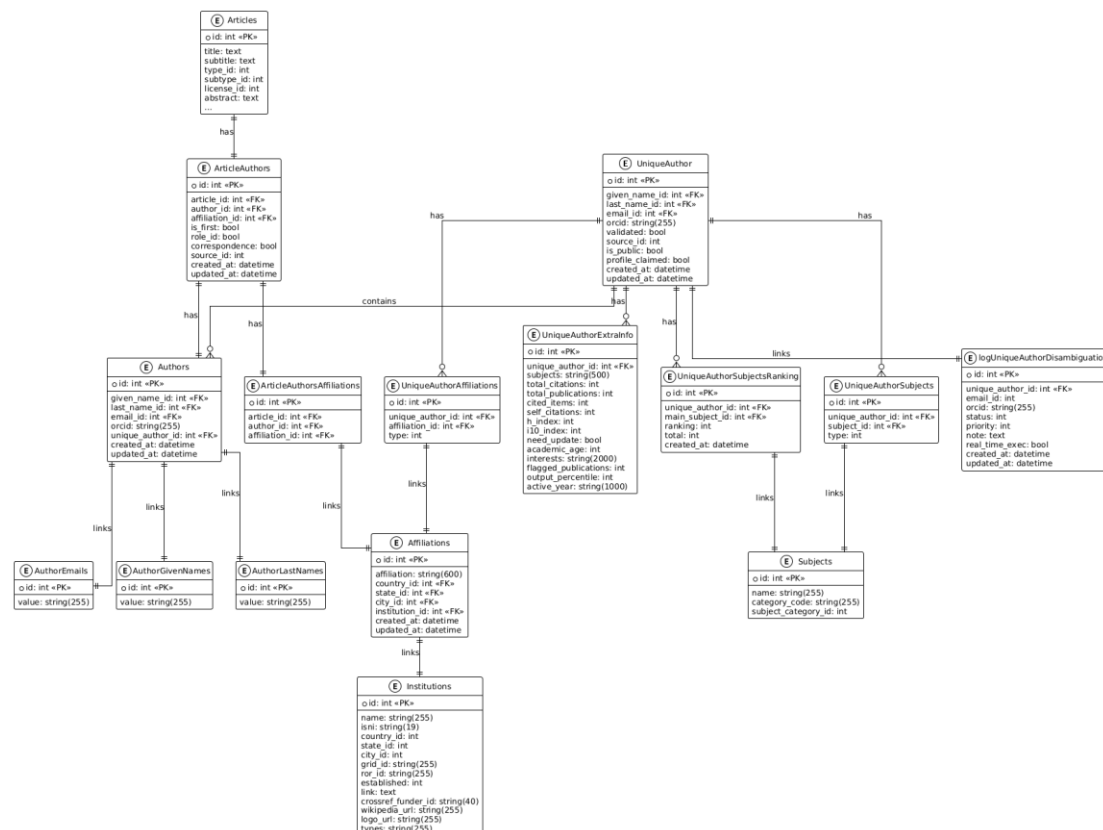 E Articles
id: int «PK»
title: text
subtitle: text
type_id: int
subtype_id: int
license_id: int
abstract: text
...
has
E ArticleAuthors
id: int «PK»
article_id: int «FK»
author_id: int «FK»
affiliation_id: int «FK»
is_first: bool
role_id: bool
correspondence: bool
source_id: int
created_at: datetime
updated_at: datetime
E UniqueAuthor
id: int «PK»
given_name_id: int «FK»
last_name_id: int «FK»
email_id: int «FK»
orcid: string(255)
validated: bool
source_id: int
is_public: bool
profile_claimed: bool
created_at: datetime
updated_at: datetime
has
has
contains
has
has
has
has
links
E Authors
id: int «PK»
given_name_id: int «FK»
last_name_id: int «FK»
email_id: int «FK»
orcid: string(255)
unique_author_id: int «FK»
created_at: datetime
updated_at: datetime
E ArticleAuthorsAffiliations
id: int «PK»
article_id: int «FK»
author_id: int «FK»
affiliation_id: int «FK»
E UniqueAuthorAffiliations
id: int «PK»
unique_author_id: int «FK»
affiliation_id: int «FK»
type: int
E UniqueAuthorExtraInfo
id: int «PK»
unique_author_id: int «FK»
subjects: string(500)
total_citations: int
total_publications: int
cited_items: int
self_citations: int
h_index: int
i10_index: int
need_update: bool
academic_age: int
interests: string(2000)
flagged_publications: int
output_percentile: int
active_year: string(1000)
E UniqueAuthorSubjectsRanking
id: int «PK»
unique_author_id: int «FK»
main_subject_id: int «FK»
ranking: int
total: int
created_at: datetime
E UniqueAuthorSubjects
id: int «PK»
unique_author_id: int «FK»
subject_id: int «FK»
type: int
E logUniqueAuthorDisambiguation
id: int «PK»
unique_author_id: int «FK»
email_id: int
orcid: string(255)
status: int
priority: int
note: text
real_time_exec: bool
created_at: datetime
updated_at: datetime
links
links
links
links
links
links
links
E AuthorEmails
id: int «PK»
value: string(255)
E AuthorGivenNames
id: int «PK»
value: string(255)
E AuthorLastNames
id: int «PK»
value: string(255)
E Affiliations
id: int «PK»
affiliation: string(600)
country_id: int «FK»
state_id: int «FK»
city_id: int «FK»
institution_id: int «FK»
created_at: datetime
updated_at: datetime
E Subjects
id: int «PK»
name: string(255)
category_code: string(255)
subject_category_id: int
links
E Institutions
id: int «PK»
name: string(255)
isni: string(19)
country_id: int
state_id: int
city_id: int
grid_id: string(255)
ror_id: string(255)
established: int
link: text
crossref_funder_id: string(40)
wikipedia_url: string(255)
logo_url: string(255)
types: string(255)